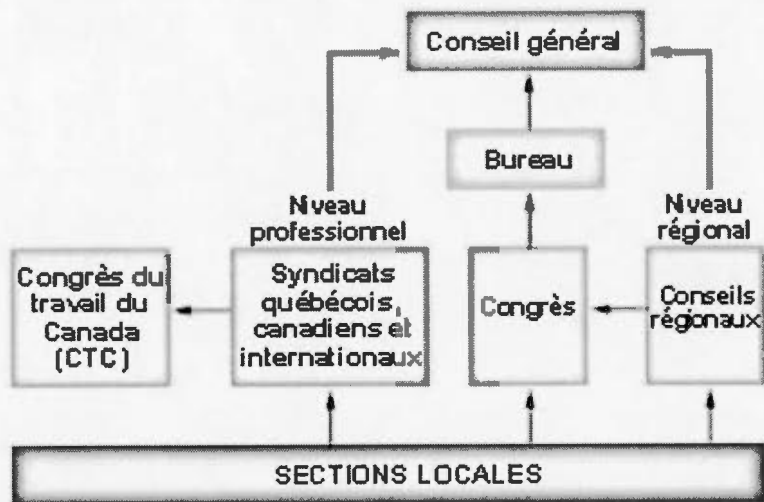 Conseil général
Bureau
Niveau
professionnel
Niveau
régional
Congrès du
travail du
Canada
(CTC)
Syndicats
québécois,
canadiens et
internationaux
Congrès
Conseils
régionaux
SECTIONS LOCALES